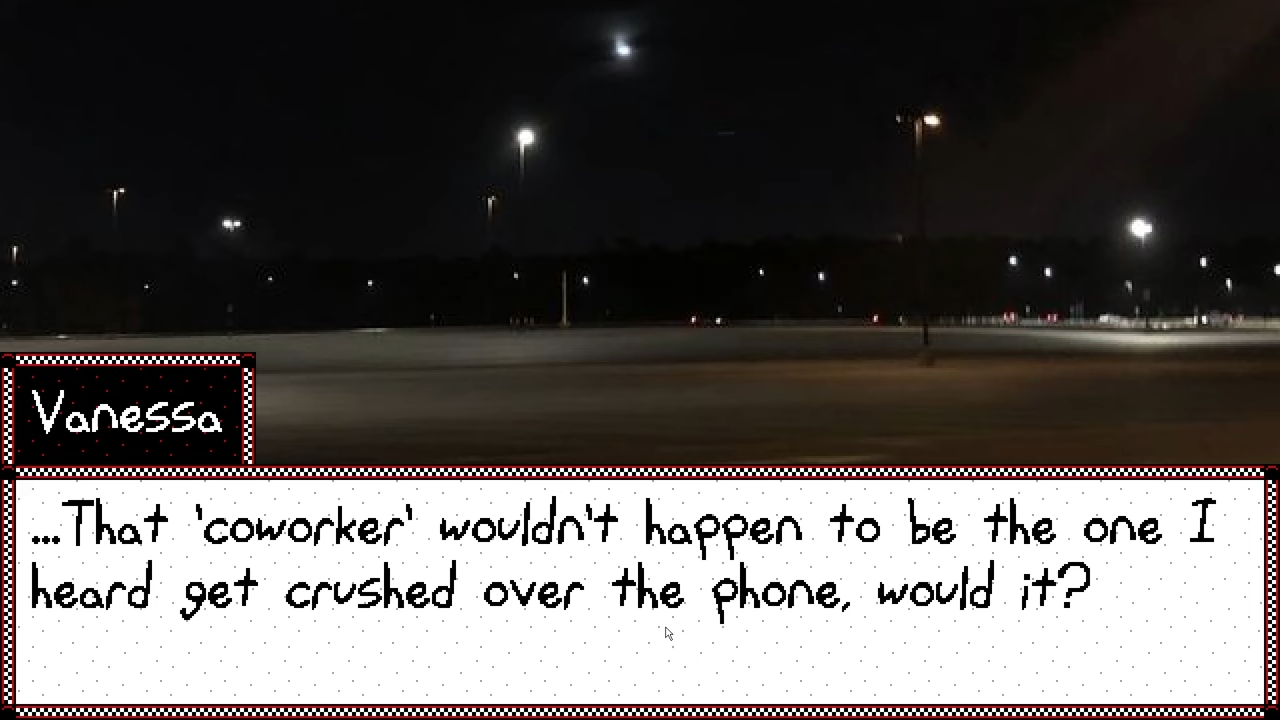 Vanessa
...That 'coworker' wouldn't happen to be the one I
heard get crushed over the phone, would it?